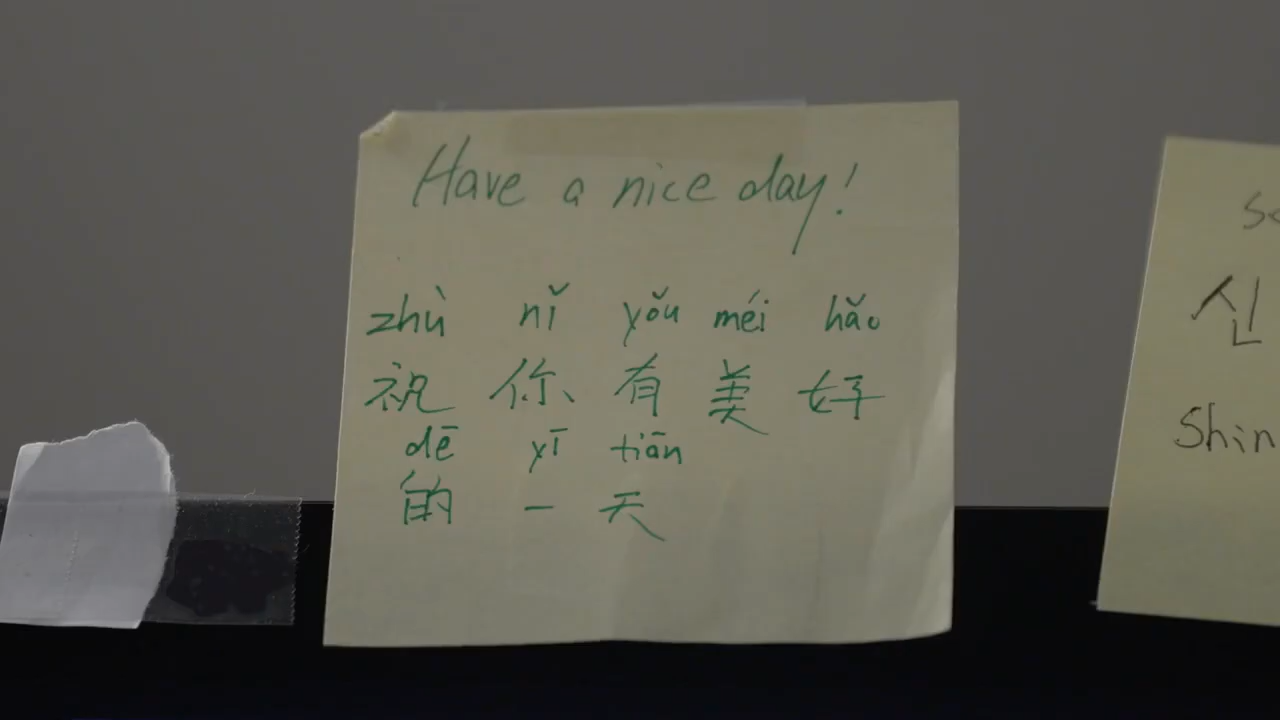 Have a nice day!
zhù nǐ yǒu méi hǎo
祝你有美好
dē yī tiān
的一天
신